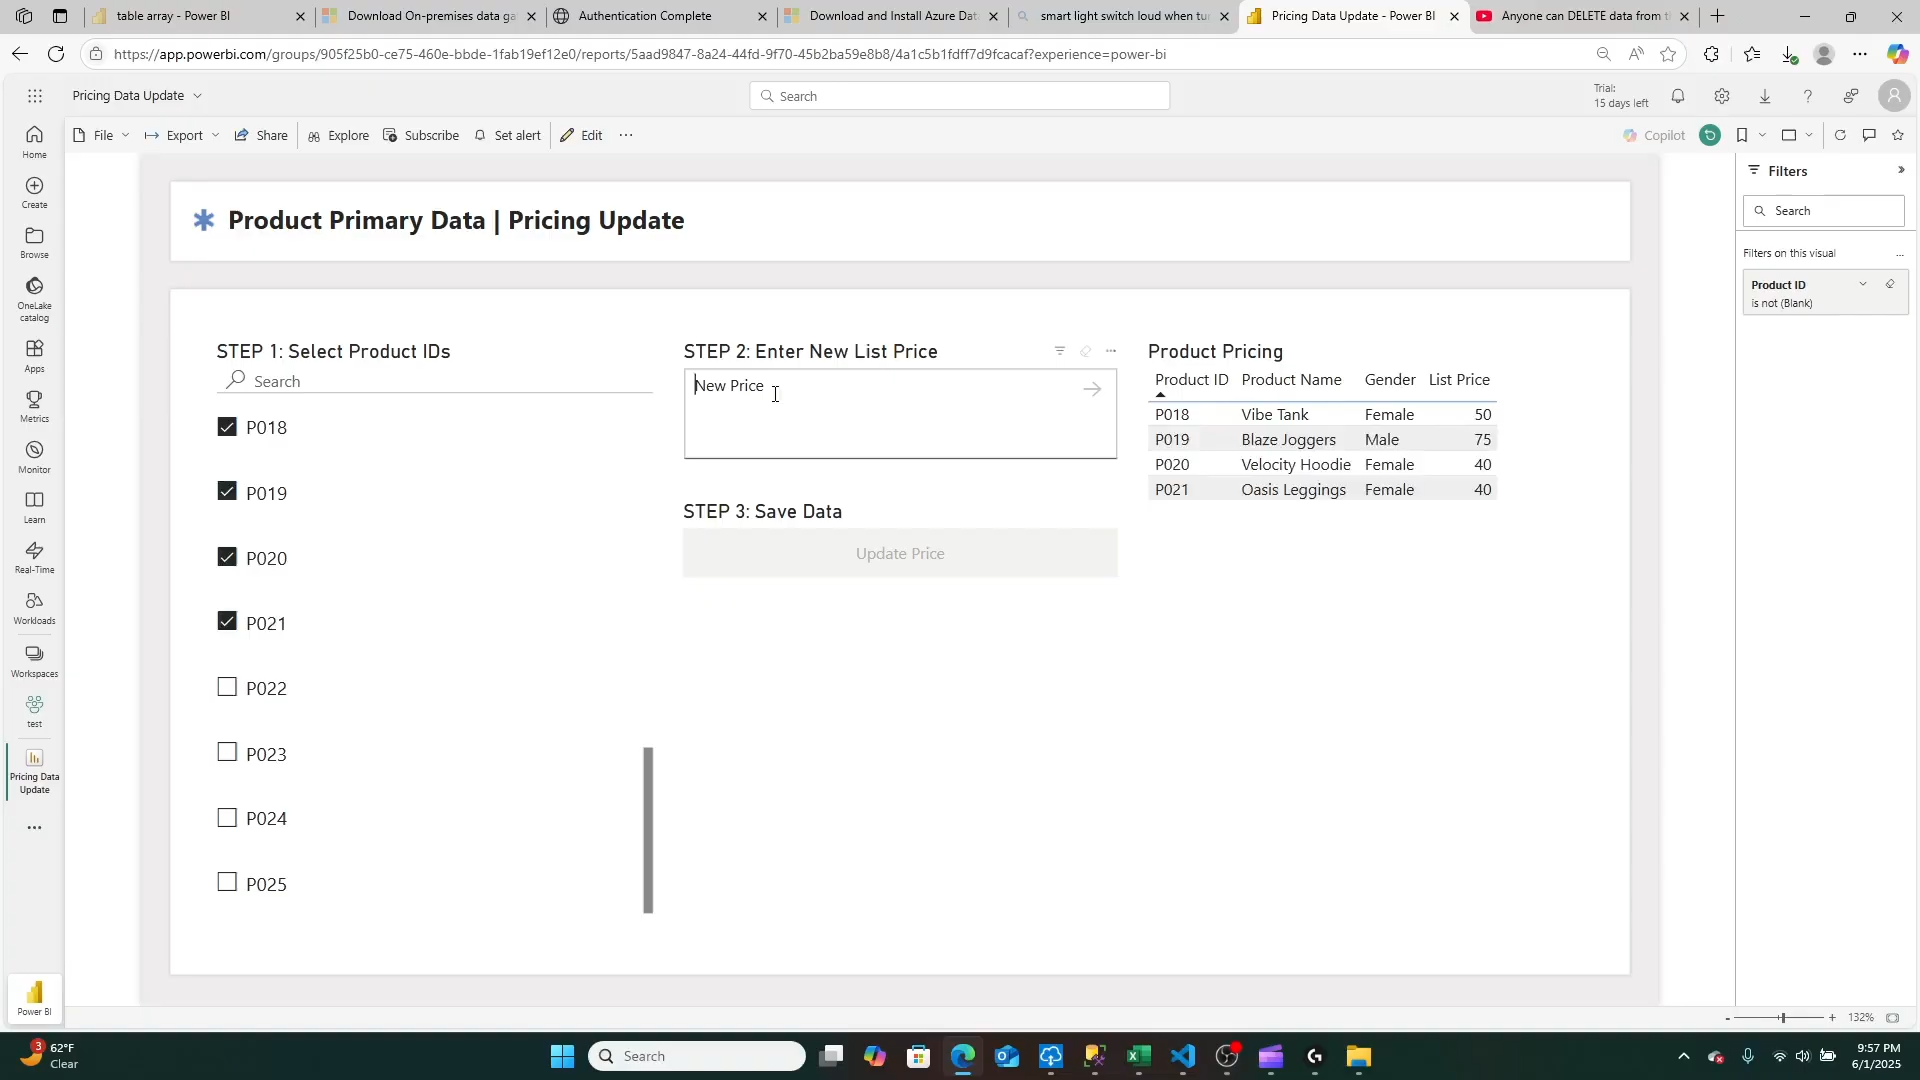 table array - Power BI
Download On-premises data ga
Authentication Complete
Download and Install Azure Dat
smart light switch loud when tur
Pricing Data Update - Power BI
Anyone can DELETE data from t
https://app.powerbi.com/groups/905f25b0-ce75-460e-bbde-1fab19ef12e0/reports/5aad9847-8a24-44fd-9f70-45b2ba59e8b8/4a1c5b1fdff7d9fcacaf?experience=power-bi
Pricing Data Update
Search
Trial:
15 days left
File
Export
Share
Explore
Subscribe
Set alert
Edit
Copilot
Home
Create
Browse
OneLake
catalog
Apps
Metrics
Monitor
Learn
Real-Time
Workloads
Workspaces
test
Pricing Data
Update
Power BI
Product Primary Data | Pricing Update
STEP 1: Select Product IDs
Search
P018
P019
P020
P021
P022
P023
P024
P025
STEP 2: Enter New List Price
New Price
STEP 3: Save Data
Update Price
Product Pricing
Product ID Product Name Gender List Price
P018 Vibe Tank Female 50
P019 Blaze Joggers Male 75
P020 Velocity Hoodie Female 40
P021 Oasis Leggings Female 40
Filters
Search
Filters on this visual
Product ID
is not (Blank)
- + 132%
3
62°F
Clear
Search
9:57 PM
6/1/2025